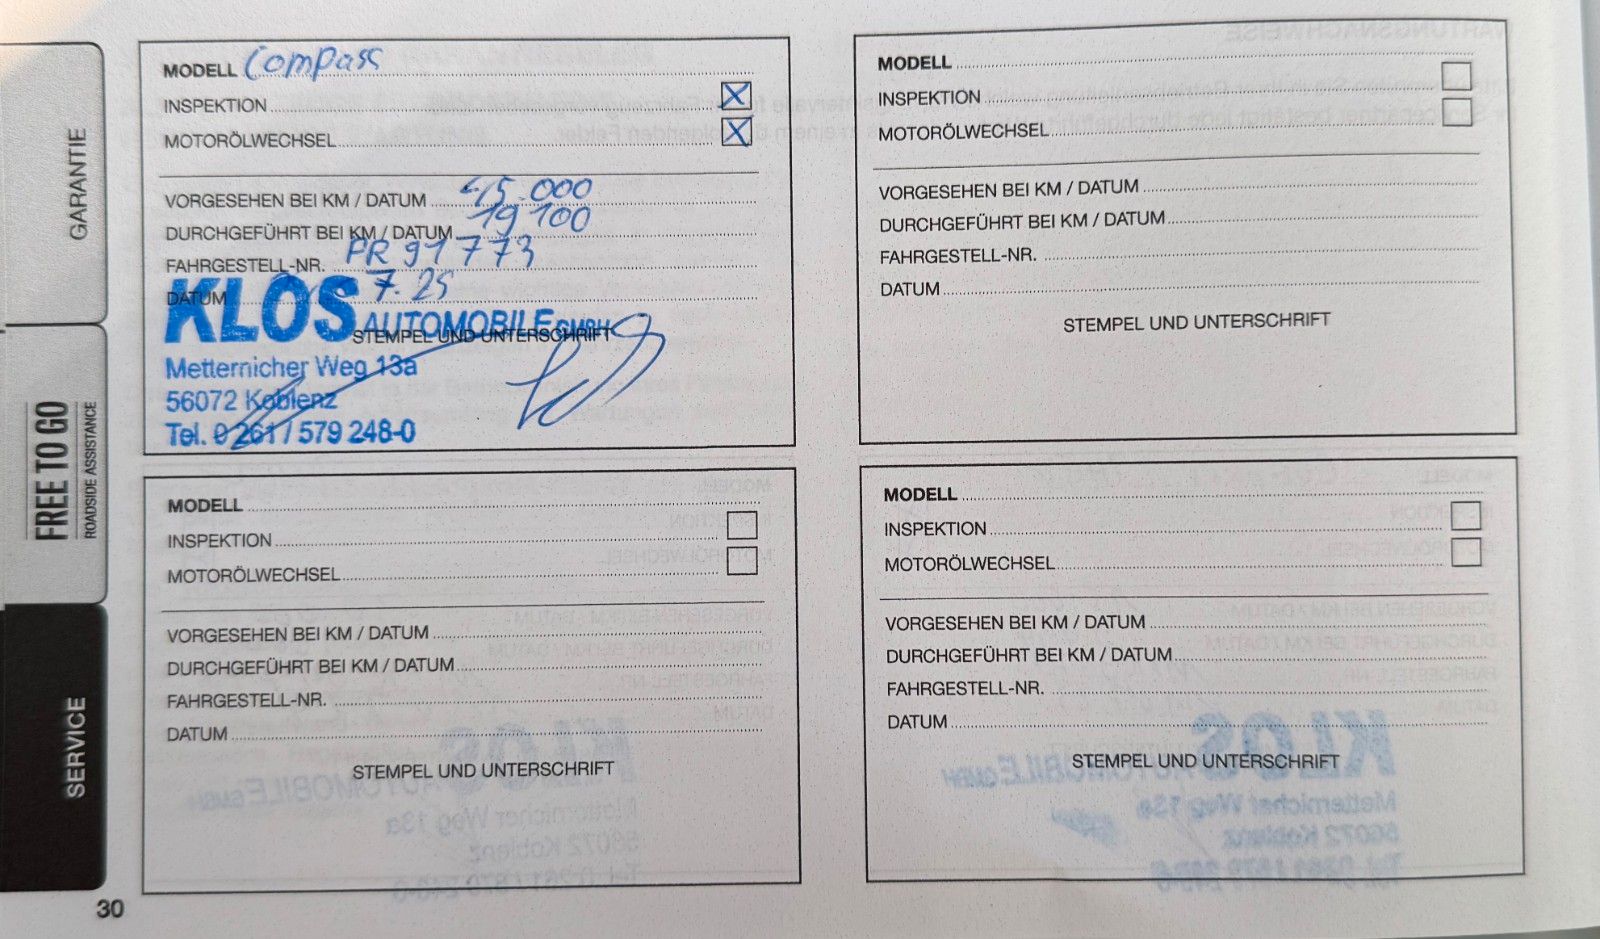 GARANTIE
FREE TO GO
ROADSIDE ASSISTANCE
SERVICE
MODELL Compass
INSPEKTION X
MOTORÖLWECHSEL X
VORGESEHEN BEI KM / DATUM 45.000
DURCHGEFÜHRT BEI KM / DATUM 19 100
FAHRGESTELL-NR. PR 91773
DATUM 7.25
KLOS AUTOMOBILE GMBH
STEMPEL UND UNTERSCHRIFT
Metternicher Weg 13a
56072 Koblenz
Tel. 0 261 / 579 248-0
MODELL
INSPEKTION
MOTORÖLWECHSEL
VORGESEHEN BEI KM / DATUM
DURCHGEFÜHRT BEI KM / DATUM
FAHRGESTELL-NR.
DATUM
STEMPEL UND UNTERSCHRIFT
MODELL
INSPEKTION
MOTORÖLWECHSEL
VORGESEHEN BEI KM / DATUM
DURCHGEFÜHRT BEI KM / DATUM
FAHRGESTELL-NR.
DATUM
STEMPEL UND UNTERSCHRIFT
MODELL
INSPEKTION
MOTORÖLWECHSEL
VORGESEHEN BEI KM / DATUM
DURCHGEFÜHRT BEI KM / DATUM
FAHRGESTELL-NR.
DATUM
STEMPEL UND UNTERSCHRIFT
30